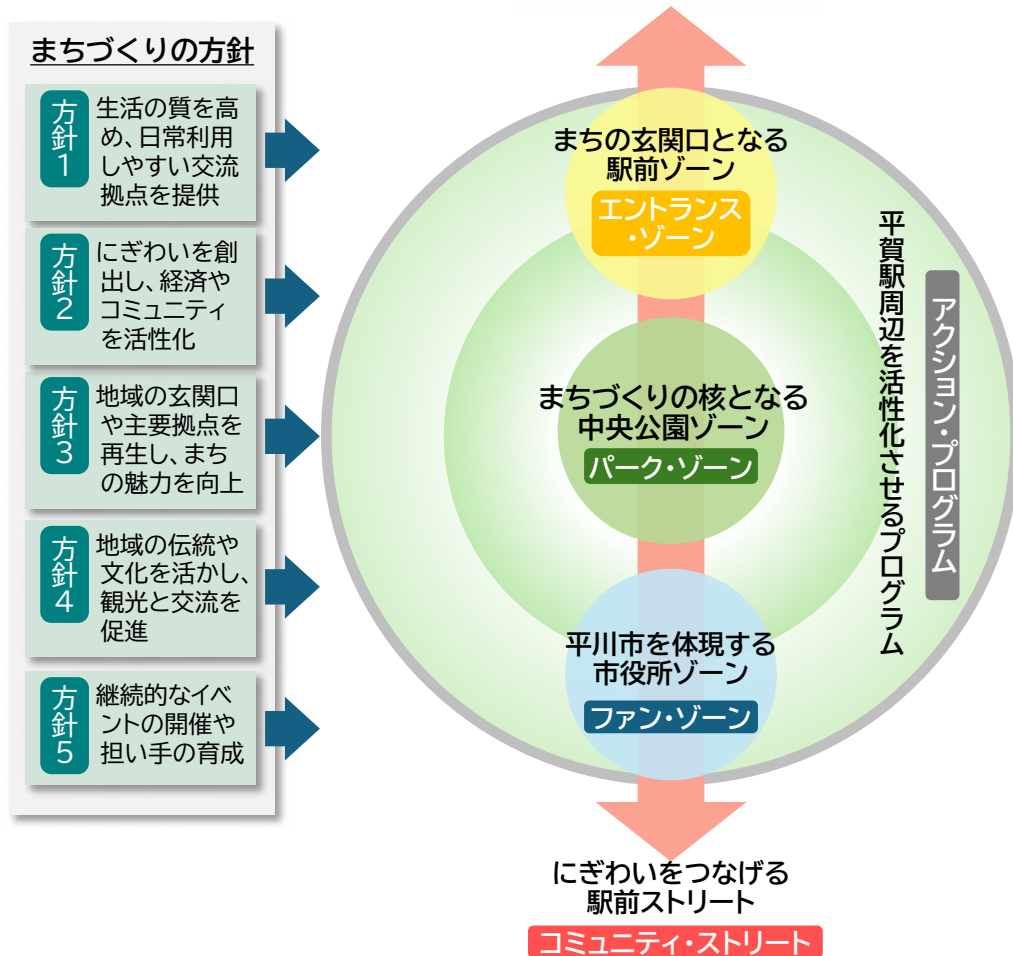 まちづくりの方針
方針1
生活の質を高
め、日常利用
しやすい交流
拠点を提供
方針2
にぎわいを創
出し、経済や
コミュニティ
を活性化
方針3
地域の玄関口
や主要拠点を
再生し、まち
の魅力を向上
方針4
地域の伝統や
文化を活かし、
観光と交流を
促進
方針5
継続的なイベ
ントの開催や
担い手の育成
まちの玄関口となる
駅前ゾーン
エントランス
・ゾーン
まちづくりの核となる
中央公園ゾーン
パーク・ゾーン
平川市を体現する
市役所ゾーン
ファン・ゾーン
平賀駅周辺を活性化させるプログラム
アクション・プログラム
にぎわいをつなげる
駅前ストリート
コミュニティ・ストリート